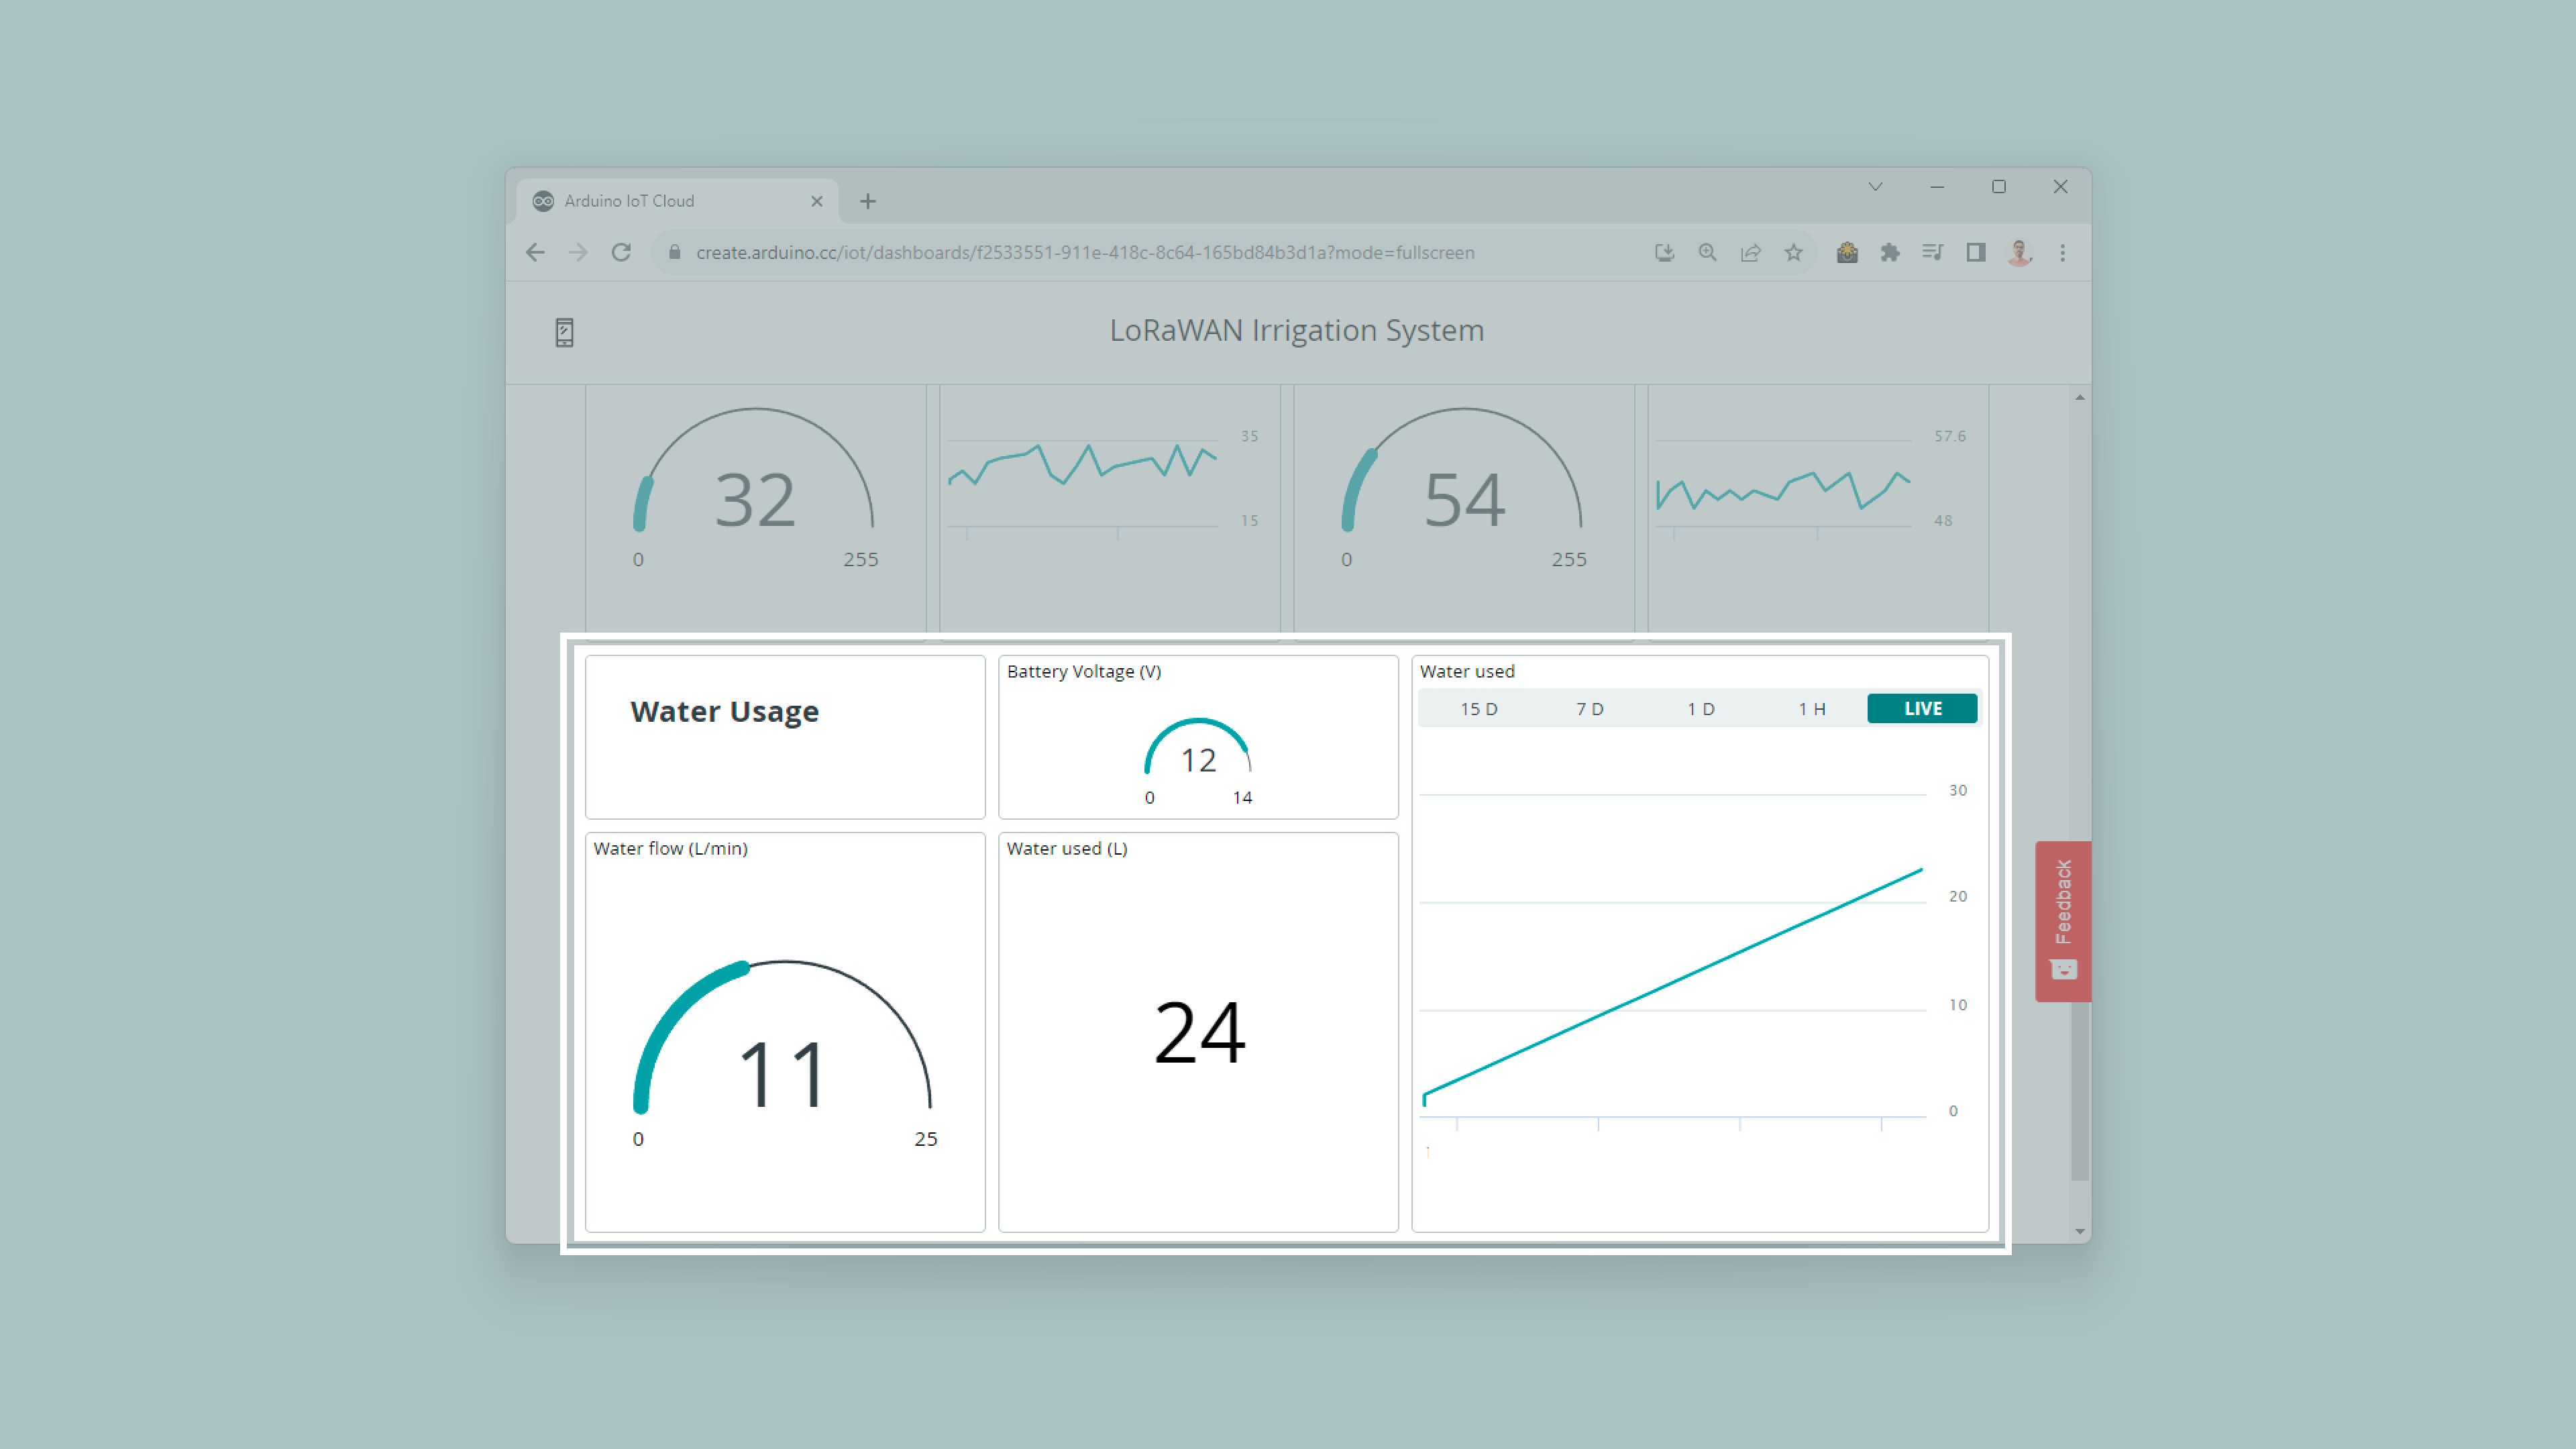 Arduino IoT Cloud
create.arduino.cc/iot/dashboards/f2533551-911e-418c-8c64-165bd84b3d1a?mode=fullscreen
LoRaWAN Irrigation System
32
0 255
35
15
54
0 255
57.6
48
Water Usage
Battery Voltage (V)
12
0 14
Water used
15 D 7 D 1 D 1 H LIVE
30
20
10
0
Water flow (L/min)
11
0 25
Water used (L)
24
Feedback